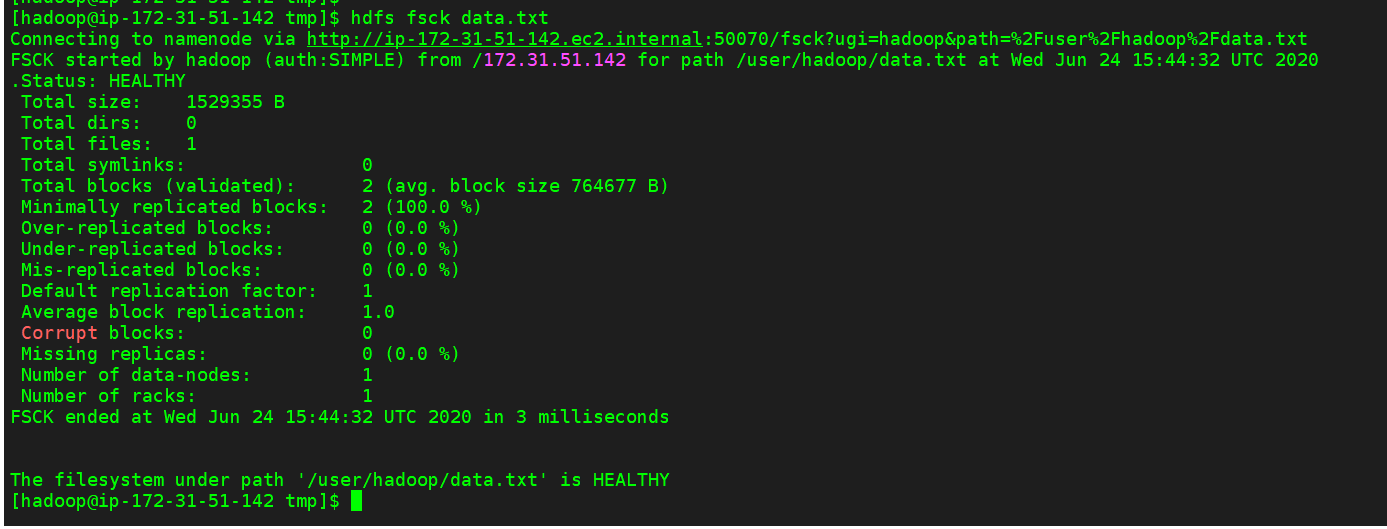 [hadoop@ip-172-31-51-142 tmp]$
[hadoop@ip-172-31-51-142 tmp]$ hdfs fsck data.txt
Connecting to namenode via http://ip-172-31-51-142.ec2.internal:50070/fsck?ugi=hadoop&path=%2Fuser%2Fhadoop%2Fdata.txt
FSCK started by hadoop (auth:SIMPLE) from /172.31.51.142 for path /user/hadoop/data.txt at Wed Jun 24 15:44:32 UTC 2020
.Status: HEALTHY
 Total size:    1529355 B
 Total dirs:    0
 Total files:   1
 Total symlinks:                0
 Total blocks (validated):      2 (avg. block size 764677 B)
 Minimally replicated blocks:   2 (100.0 %)
 Over-replicated blocks:        0 (0.0 %)
 Under-replicated blocks:       0 (0.0 %)
 Mis-replicated blocks:         0 (0.0 %)
 Default replication factor:    1
 Average block replication:     1.0
 Corrupt blocks:                0
 Missing replicas:              0 (0.0 %)
 Number of data-nodes:          1
 Number of racks:               1
FSCK ended at Wed Jun 24 15:44:32 UTC 2020 in 3 milliseconds
The filesystem under path '/user/hadoop/data.txt' is HEALTHY
[hadoop@ip-172-31-51-142 tmp]$